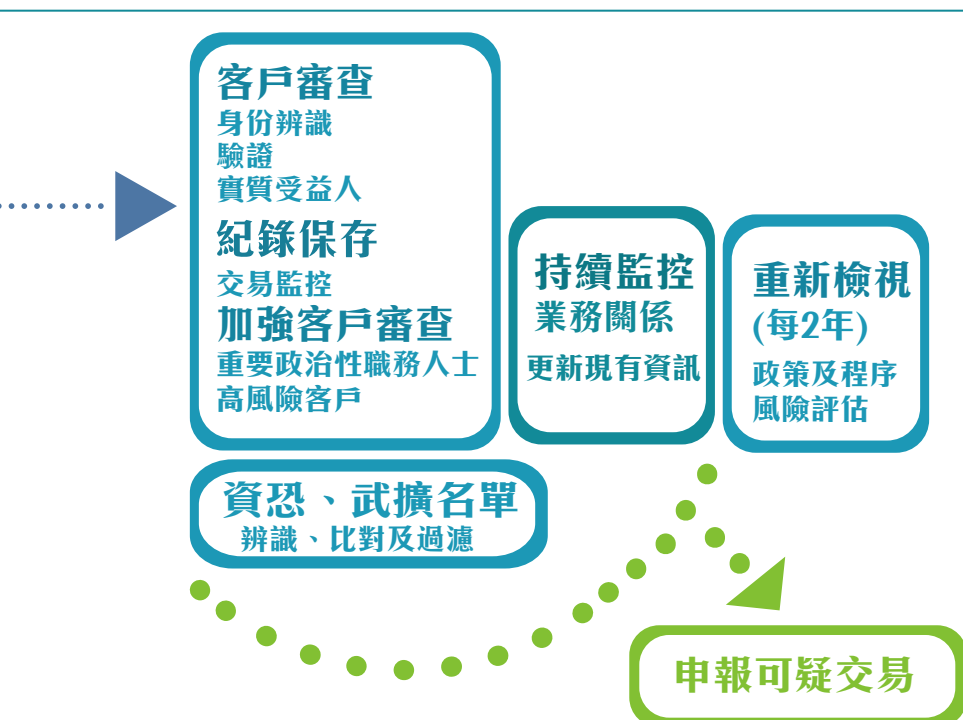 客戶審查
身份辨識
驗證
實質受益人
紀錄保存
交易監控
加強客戶審查
重要政治性職務人士
高風險客戶
持續監控
業務關係
更新現有資訊
重新檢視
(每2年)
政策及程序
風險評估
資恐、武擴名單
辨識、比對及過濾
申報可疑交易